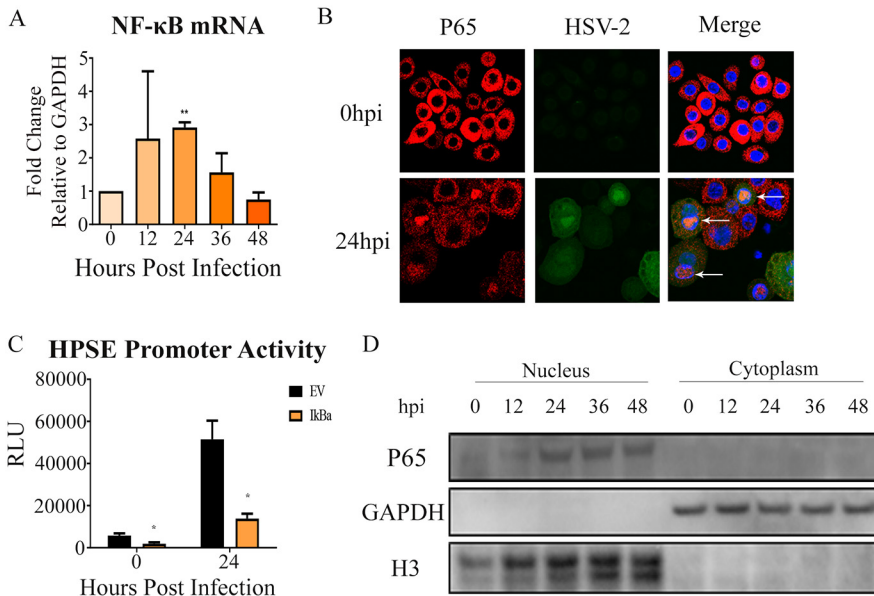 A
NF-κB mRNA
Fold Change
Relative to GAPDH
5
4
3
2
1
0
**
0 12 24 36 48
Hours Post Infection
B
P65 HSV-2 Merge
0hpi
24hpi
C
HPSE Promoter Activity
RLU
80000
60000
40000
20000
0
EV
IkBa
*
*
0 24
Hours Post Infection
D
Nucleus Cytoplasm
hpi 0 12 24 36 48 0 12 24 36 48
P65
GAPDH
H3